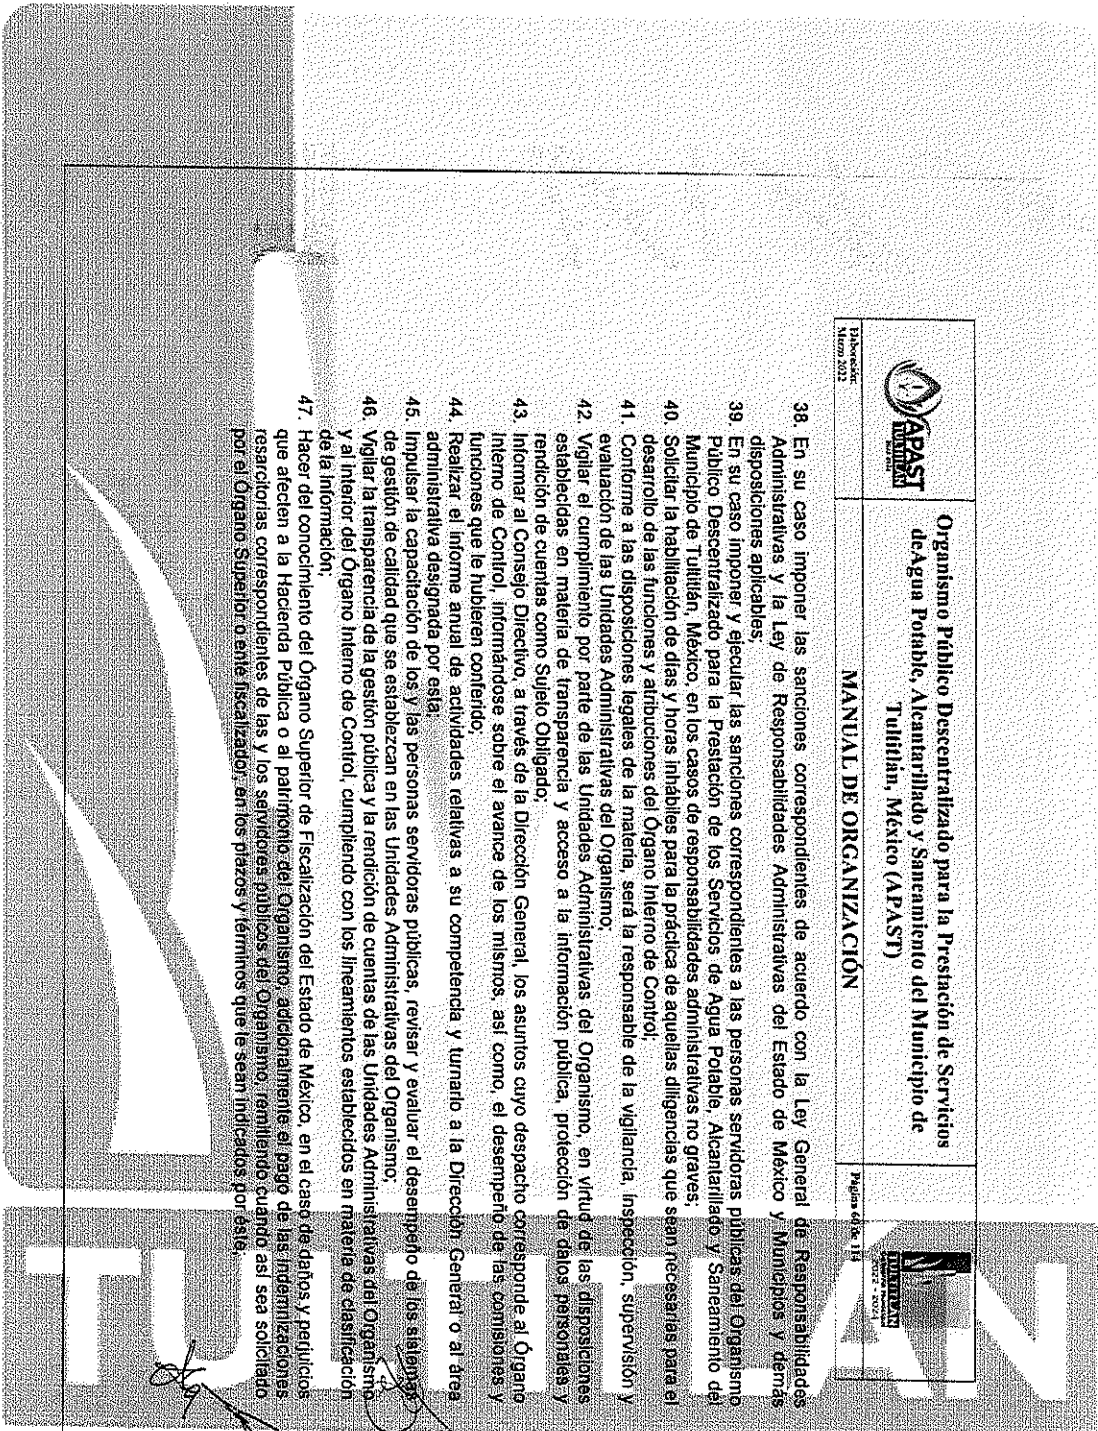 APAST
TULTITLÁN
Organismo Público Descentralizado para la Prestación de Servicios
deAgua Potable, Alcantarillado y Saneamiento del Municipio de
Tultitlán, México (APAST)
TULTITLÁN
2022 - 2024
Elaboración:
Marzo 2022
MANUAL DE ORGANIZACIÓN
Página 60 de 114
38. En su caso imponer las sanciones correspondientes de acuerdo con la Ley General de Responsabilidades
Administrativas y la Ley de Responsabilidades Administrativas del Estado de México y Municipios y demás
disposiciones aplicables;
39. En su caso imponer y ejecutar las sanciones correspondientes a las personas servidoras públicas del Organismo
Público Descentralizado para la Prestación de los Servicios de Agua Potable, Alcantarillado y Saneamiento del
Municipio de Tultitlán, México, en los casos de responsabilidades administrativas no graves;
40. Solicitar la habilitación de días y horas inhábiles para la práctica de aquellas diligencias que sean necesarias para el
desarrollo de las funciones y atribuciones del Órgano Interno de Control;
41. Conforme a las disposiciones legales de la materia, será la responsable de la vigilancia, inspección, supervisión y
evaluación de las Unidades Administrativas del Organismo;
42. Vigilar el cumplimiento por parte de las Unidades Administrativas del Organismo, en virtud de las disposiciones
establecidas en materia de transparencia y acceso a la información pública, protección de datos personales y
rendición de cuentas como Sujeto Obligado;
43. Informar al Consejo Directivo, a través de la Dirección General, los asuntos cuyo despacho corresponde al Órgano
Interno de Control, informándose sobre el avance de los mismos, así como, el desempeño de las comisiones y
funciones que le hubieren conferido;
44. Realizar el informe anual de actividades relativas a su competencia y turnarlo a la Dirección General o al área
administrativa designada por esta;
45. Impulsar la capacitación de los y las personas servidoras públicas, revisar y evaluar el desempeño de los sistemas
de gestión de calidad que se establezcan en las Unidades Administrativas del Organismo;
46. Vigilar la transparencia de la gestión pública y la rendición de cuentas de las Unidades Administrativas del Organismo
y al interior del Órgano Interno de Control, cumpliendo con los lineamientos establecidos en materia de clasificación
de la información;
47. Hacer del conocimiento del Órgano Superior de Fiscalización del Estado de México, en el caso de daños y perjuicios
que afecten a la Hacienda Pública o al patrimonio del Organismo, adicionalmente el pago de las indemnizaciones
resarcitorias correspondientes de las y los servidores públicos del Organismo, remitiendo cuando así sea solicitado
por el Órgano Superior o ente fiscalizador, en los plazos y términos que le sean indicados por éste;
TULTITLÁN